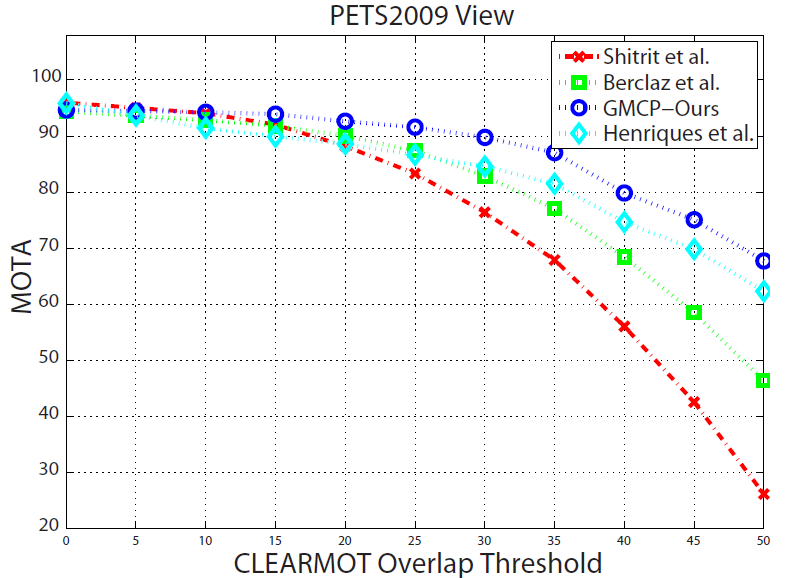 PETS2009 View
Shitrit et al.
Berclaz et al.
GMCP−Ours
Henriques et al.
100
90
80
70
60
50
40
30
20
MOTA
0 5 10 15 20 25 30 35 40 45 50
CLEARMOT Overlap Threshold